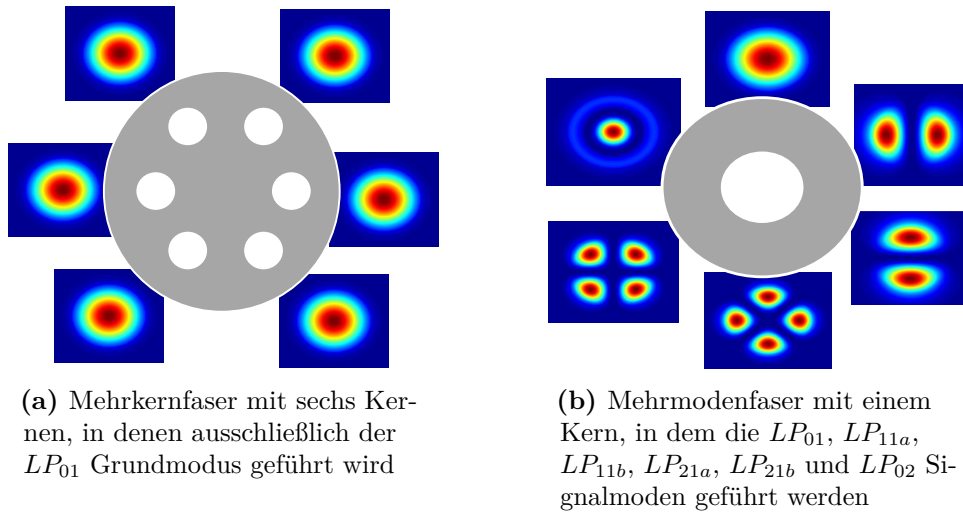 (a) Mehrkernfaser mit sechs Ker-
nen, in denen ausschließlich der
LP01 Grundmodus geführt wird
(b) Mehrmodenfaser mit einem
Kern, in dem die LP01, LP11a,
LP11b, LP21a, LP21b und LP02 Si-
gnalmoden geführt werden